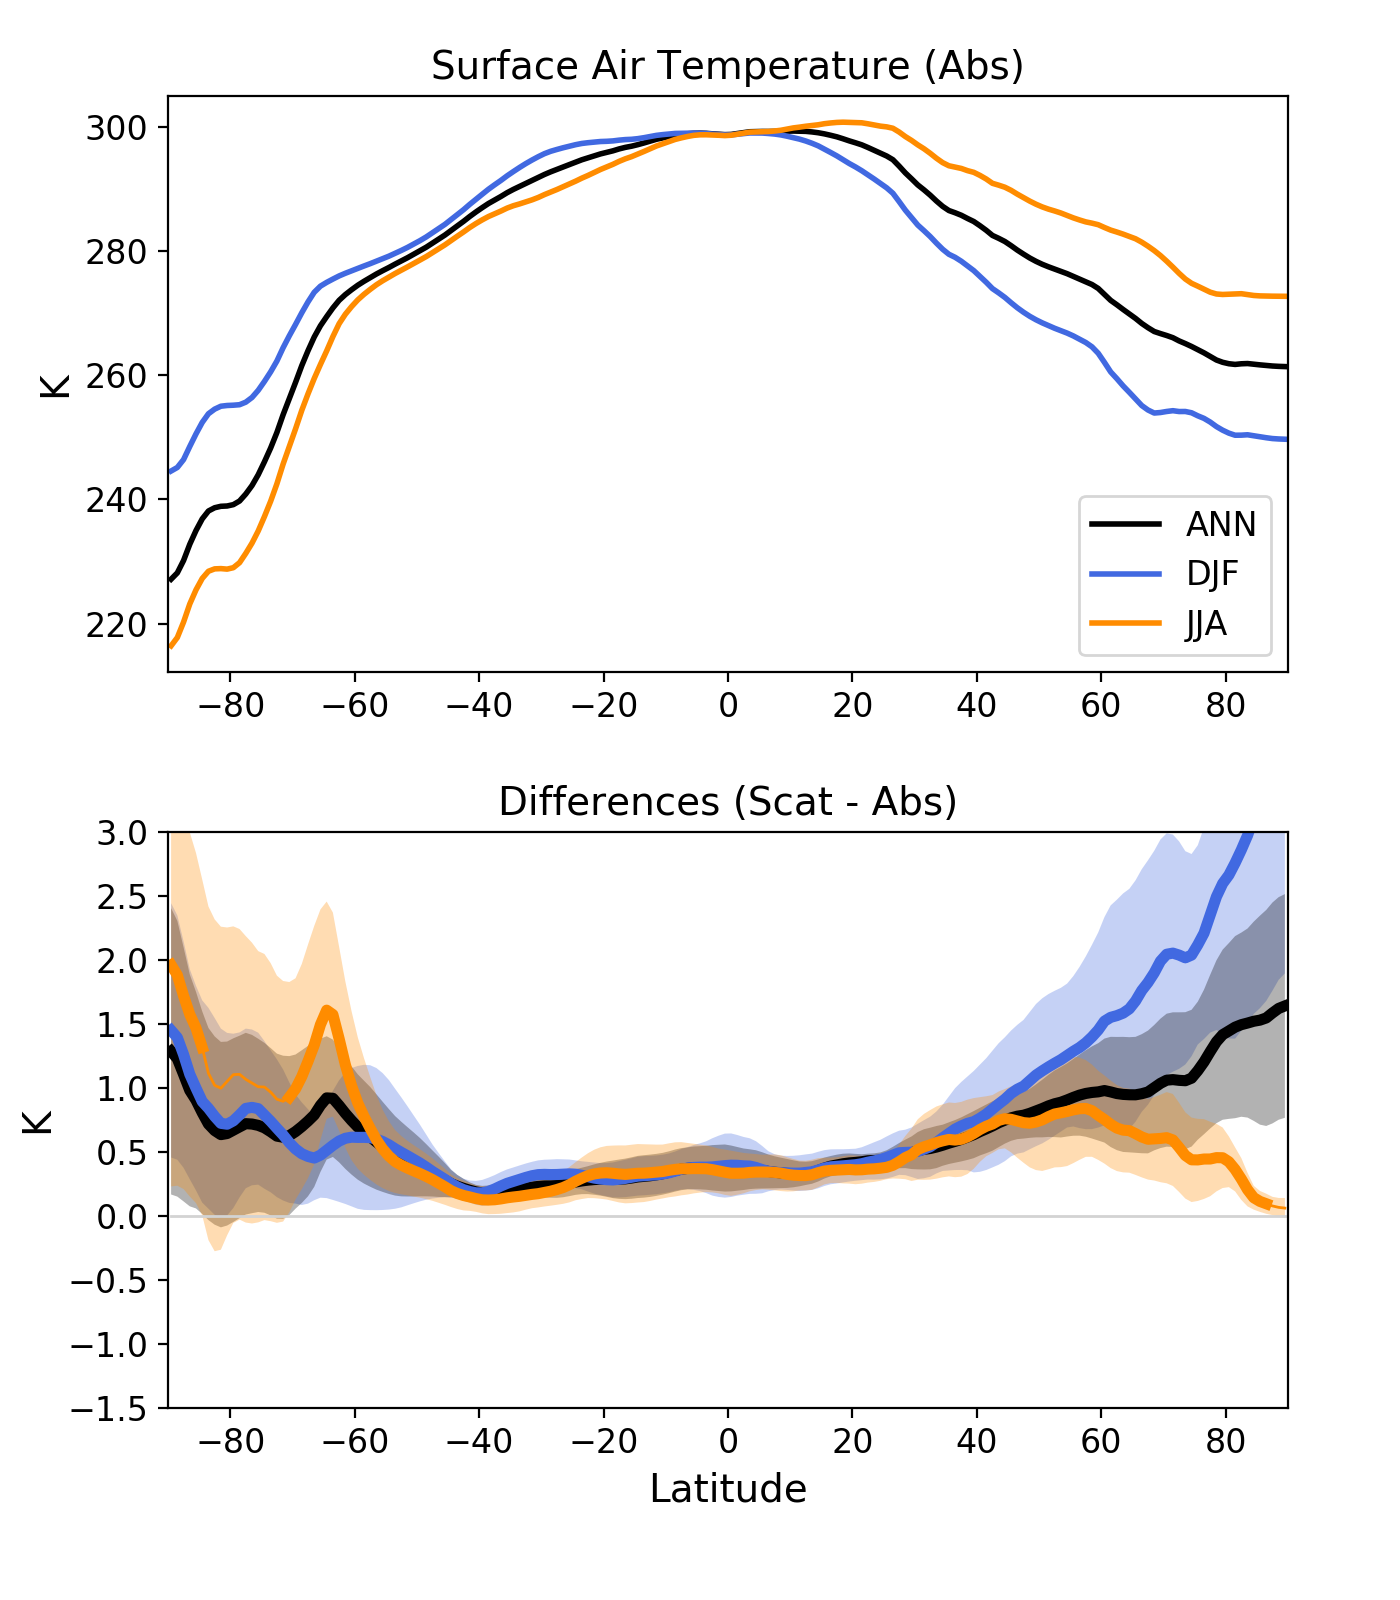 Surface Air Temperature (Abs)
300
280
260
240
220
K
ANN
DJF
JJA
−80 −60 −40 −20 0 20 40 60 80
Differences (Scat - Abs)
3.0
2.5
2.0
1.5
1.0
0.5
0.0
−0.5
−1.0
−1.5
K
−80 −60 −40 −20 0 20 40 60 80
Latitude